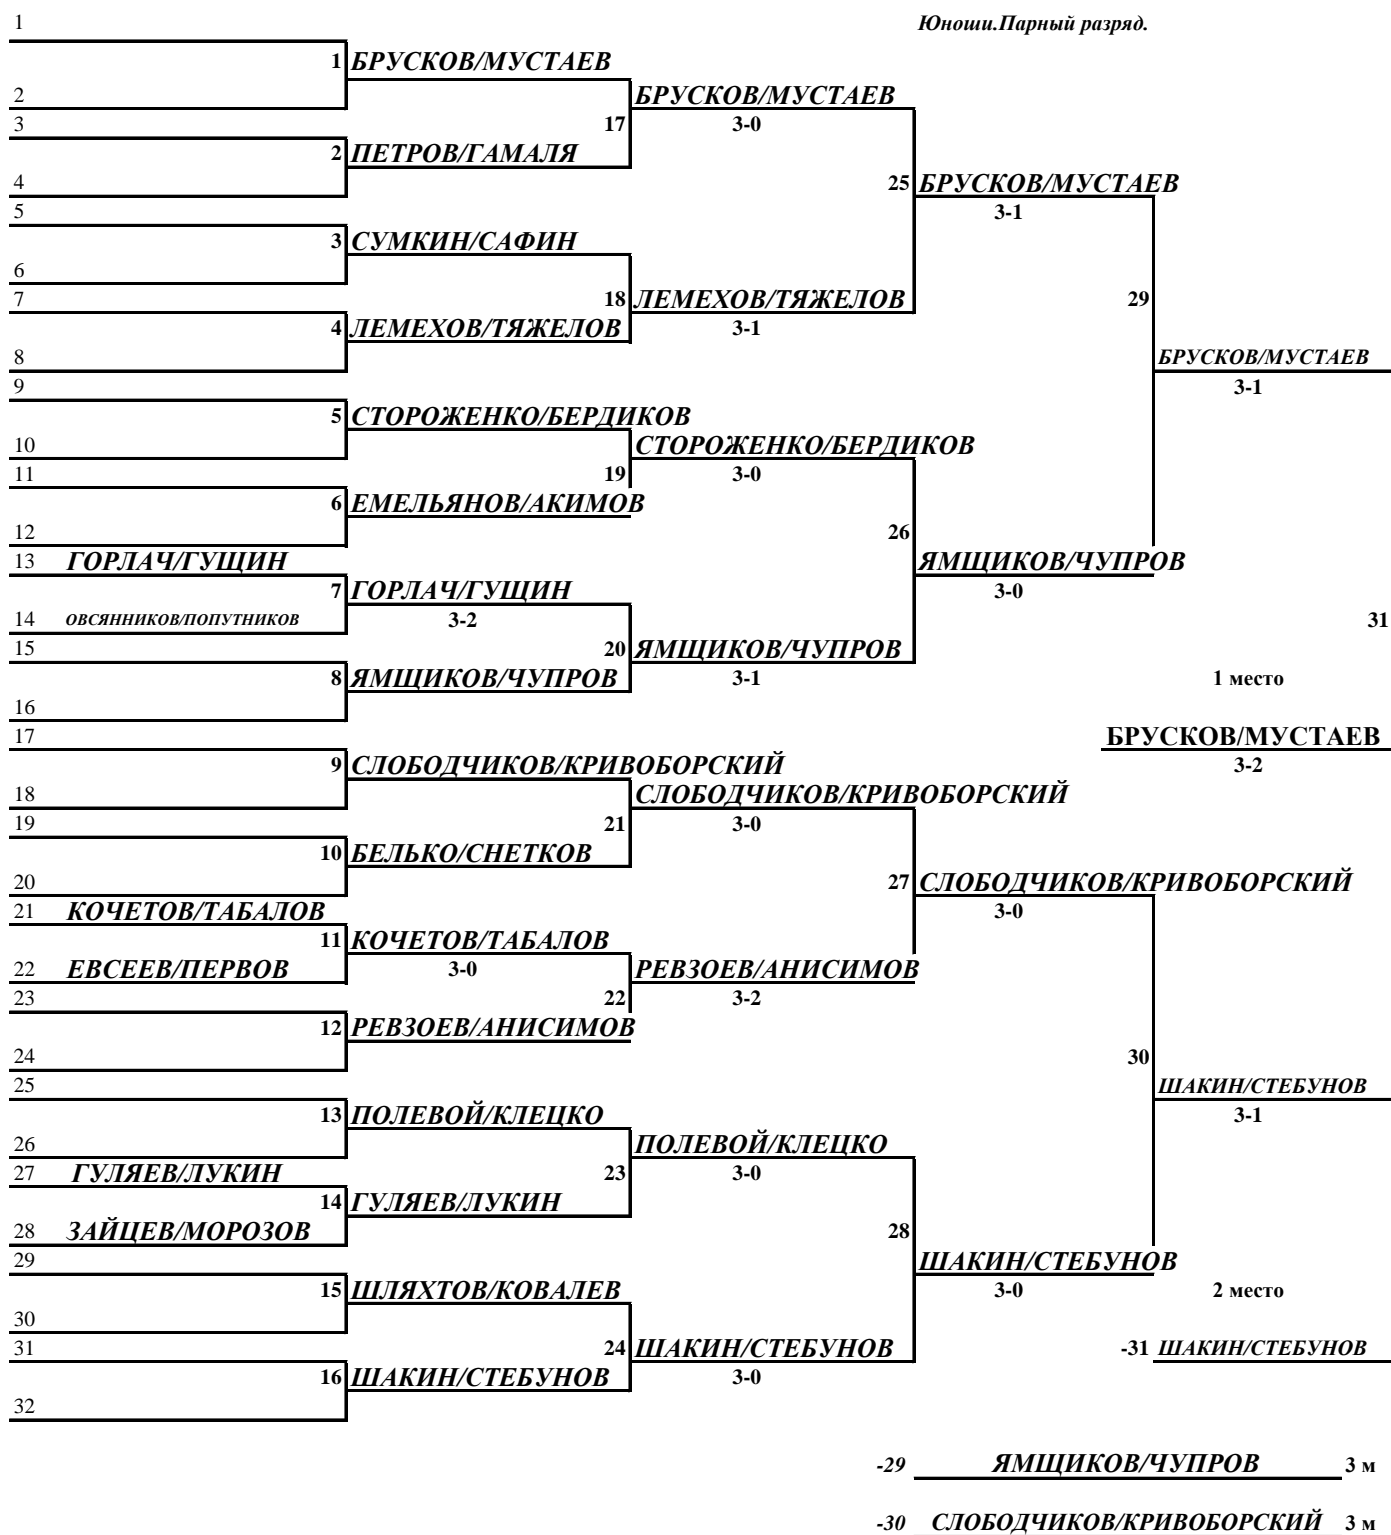 1 Юноши.Парный разряд.
1 БРУСКОВ/МУСТАЕВ
2 БРУСКОВ/МУСТАЕВ
3 17 3-0
2 ПЕТРОВ/ГАМАЛЯ
4 25 БРУСКОВ/МУСТАЕВ
5 3-1
3 СУМКИН/САФИН
6
7 18 ЛЕМЕХОВ/ТЯЖЕЛОВ 29
4 ЛЕМЕХОВ/ТЯЖЕЛОВ 3-1
8 БРУСКОВ/МУСТАЕВ
9 3-1
5 СТОРОЖЕНКО/БЕРДИКОВ
10 СТОРОЖЕНКО/БЕРДИКОВ
11 19 3-0
6 ЕМЕЛЬЯНОВ/АКИМОВ
12 26
13 ГОРЛАЧ/ГУЩИН ЯМЩИКОВ/ЧУПРОВ
7 ГОРЛАЧ/ГУЩИН 3-0
14 ОВСЯННИКОВ/ПОПУТНИКОВ 3-2 31
15 20 ЯМЩИКОВ/ЧУПРОВ
8 ЯМЩИКОВ/ЧУПРОВ 3-1 1 место
16
17 БРУСКОВ/МУСТАЕВ
9 СЛОБОДЧИКОВ/КРИВОБОРСКИЙ 3-2
18 СЛОБОДЧИКОВ/КРИВОБОРСКИЙ
19 21 3-0
10 БЕЛЬКО/СНЕТКОВ
20 27 СЛОБОДЧИКОВ/КРИВОБОРСКИЙ
21 КОЧЕТОВ/ТАБАЛОВ 3-0
11 КОЧЕТОВ/ТАБАЛОВ
22 ЕВСЕЕВ/ПЕРВОВ 3-0 РЕВЗОЕВ/АНИСИМОВ
23 22 3-2
12 РЕВЗОЕВ/АНИСИМОВ
24 30
25 ШАКИН/СТЕБУНОВ
13 ПОЛЕВОЙ/КЛЕЦКО 3-1
26 ПОЛЕВОЙ/КЛЕЦКО
27 ГУЛЯЕВ/ЛУКИН 23 3-0
14 ГУЛЯЕВ/ЛУКИН
28 ЗАЙЦЕВ/МОРОЗОВ 28
29 ШАКИН/СТЕБУНОВ
15 ШЛЯХТОВ/КОВАЛЕВ 3-0 2 место
30
31 24 ШАКИН/СТЕБУНОВ -31 ШАКИН/СТЕБУНОВ
16 ШАКИН/СТЕБУНОВ 3-0
32
-29 ЯМЩИКОВ/ЧУПРОВ 3 м
-30 СЛОБОДЧИКОВ/КРИВОБОРСКИЙ 3 м